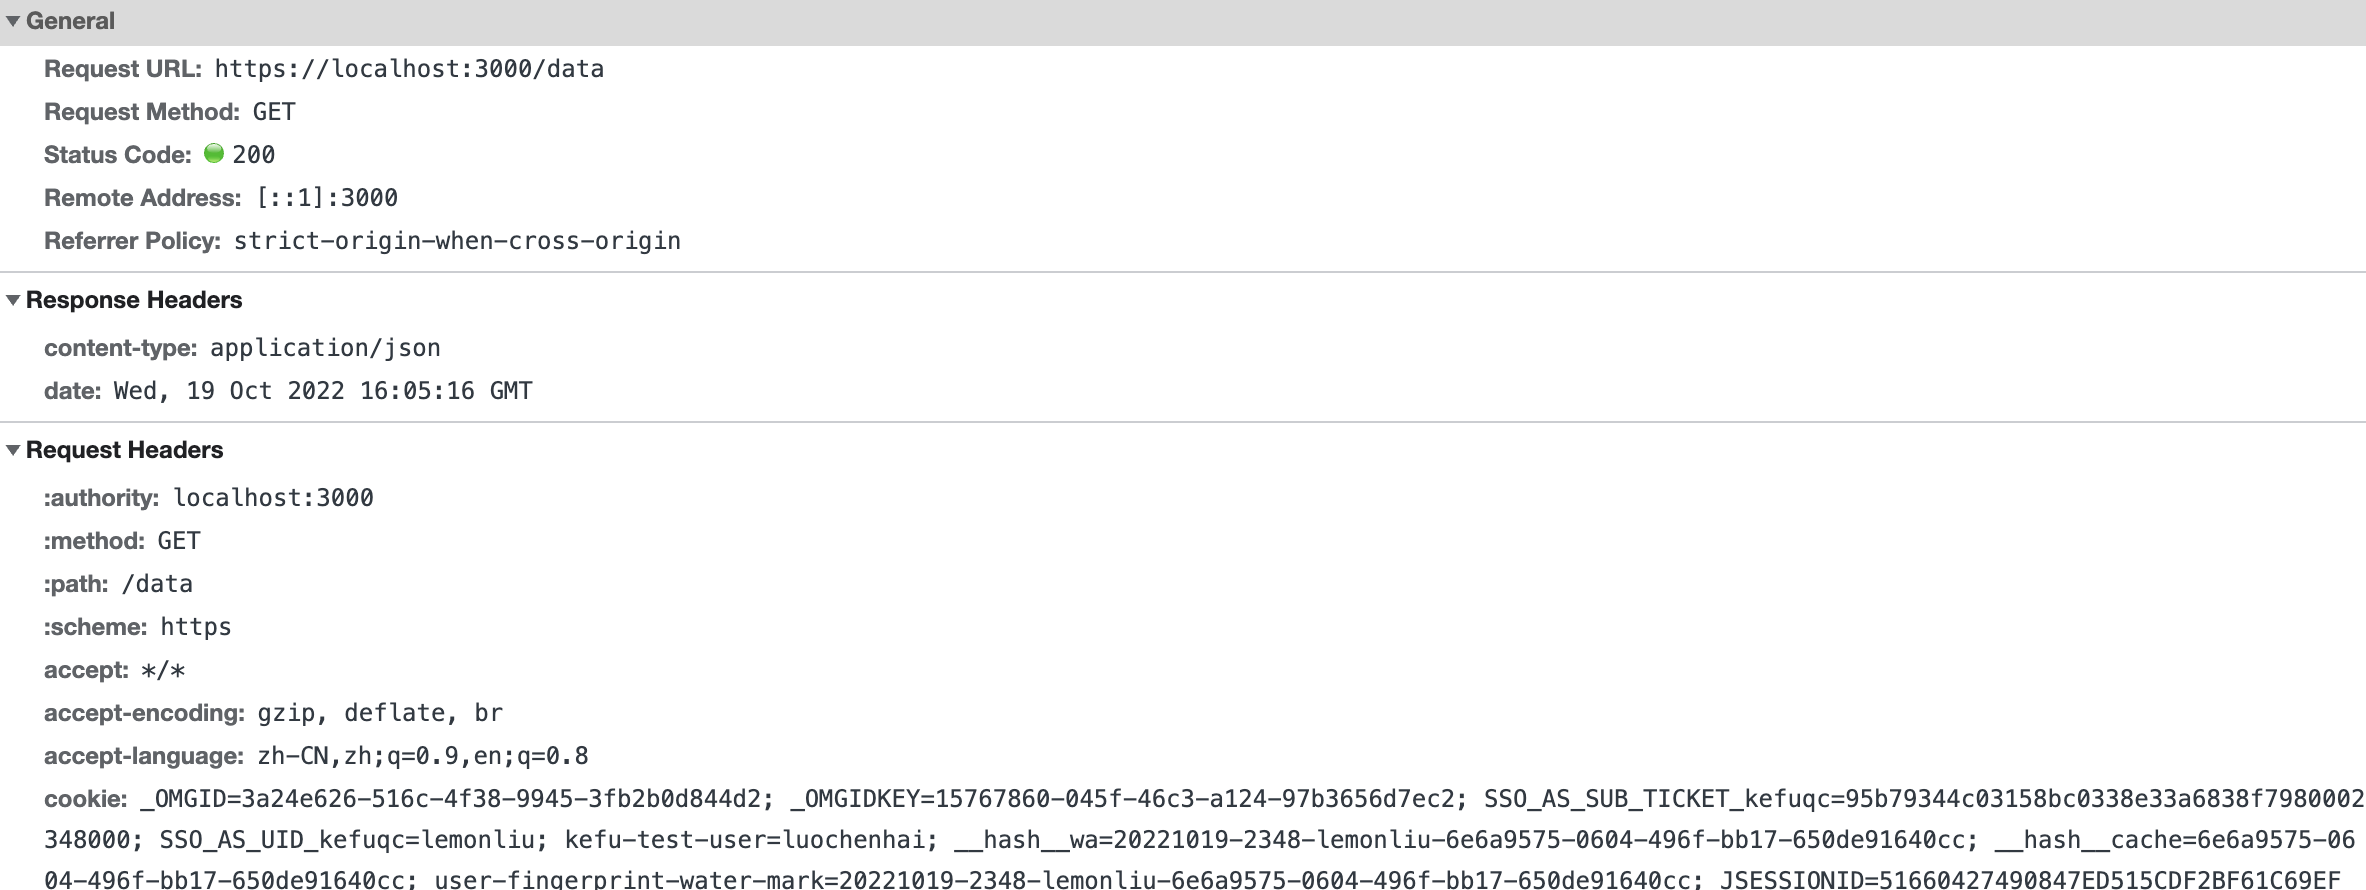 General
Request URL: https://localhost:3000/data
Request Method: GET
Status Code: 200
Remote Address: [::1]:3000
Referrer Policy: strict-origin-when-cross-origin
Response Headers
content-type: application/json
date: Wed, 19 Oct 2022 16:05:16 GMT
Request Headers
:authority: localhost:3000
:method: GET
:path: /data
:scheme: https
accept: */*
accept-encoding: gzip, deflate, br
accept-language: zh-CN,zh;q=0.9,en;q=0.8
cookie: _OMGID=3a24e626-516c-4f38-9945-3fb2b0d844d2; _OMGIDKEY=15767860-045f-46c3-a124-97b3656d7ec2; SSO_AS_SUB_TICKET_kefuqc=95b79344c03158bc0338e33a6838f7980002
348000; SSO_AS_UID_kefuqc=lemonliu; kefu-test-user=luochenhai; __hash__wa=20221019-2348-lemonliu-6e6a9575-0604-496f-bb17-650de91640cc; __hash__cache=6e6a9575-06
04-496f-bb17-650de91640cc; user-fingerprint-water-mark=20221019-2348-lemonliu-6e6a9575-0604-496f-bb17-650de91640cc; JSESSIONID=51660427490847ED515CDF2BF61C69EF